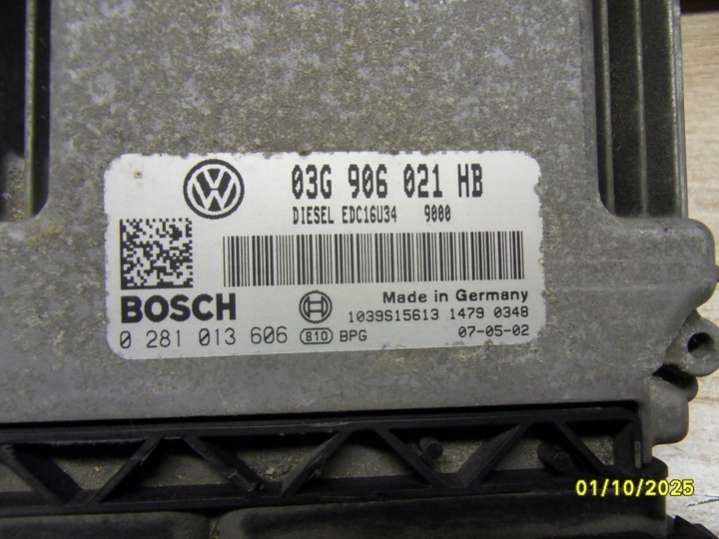 03G 906 021 HB
DIESEL EDC16U34 9000
BOSCH
Made in Germany
1039S15613 1479 0348
0 281 013 606 810 BPG 07-05-02
01/10/2025